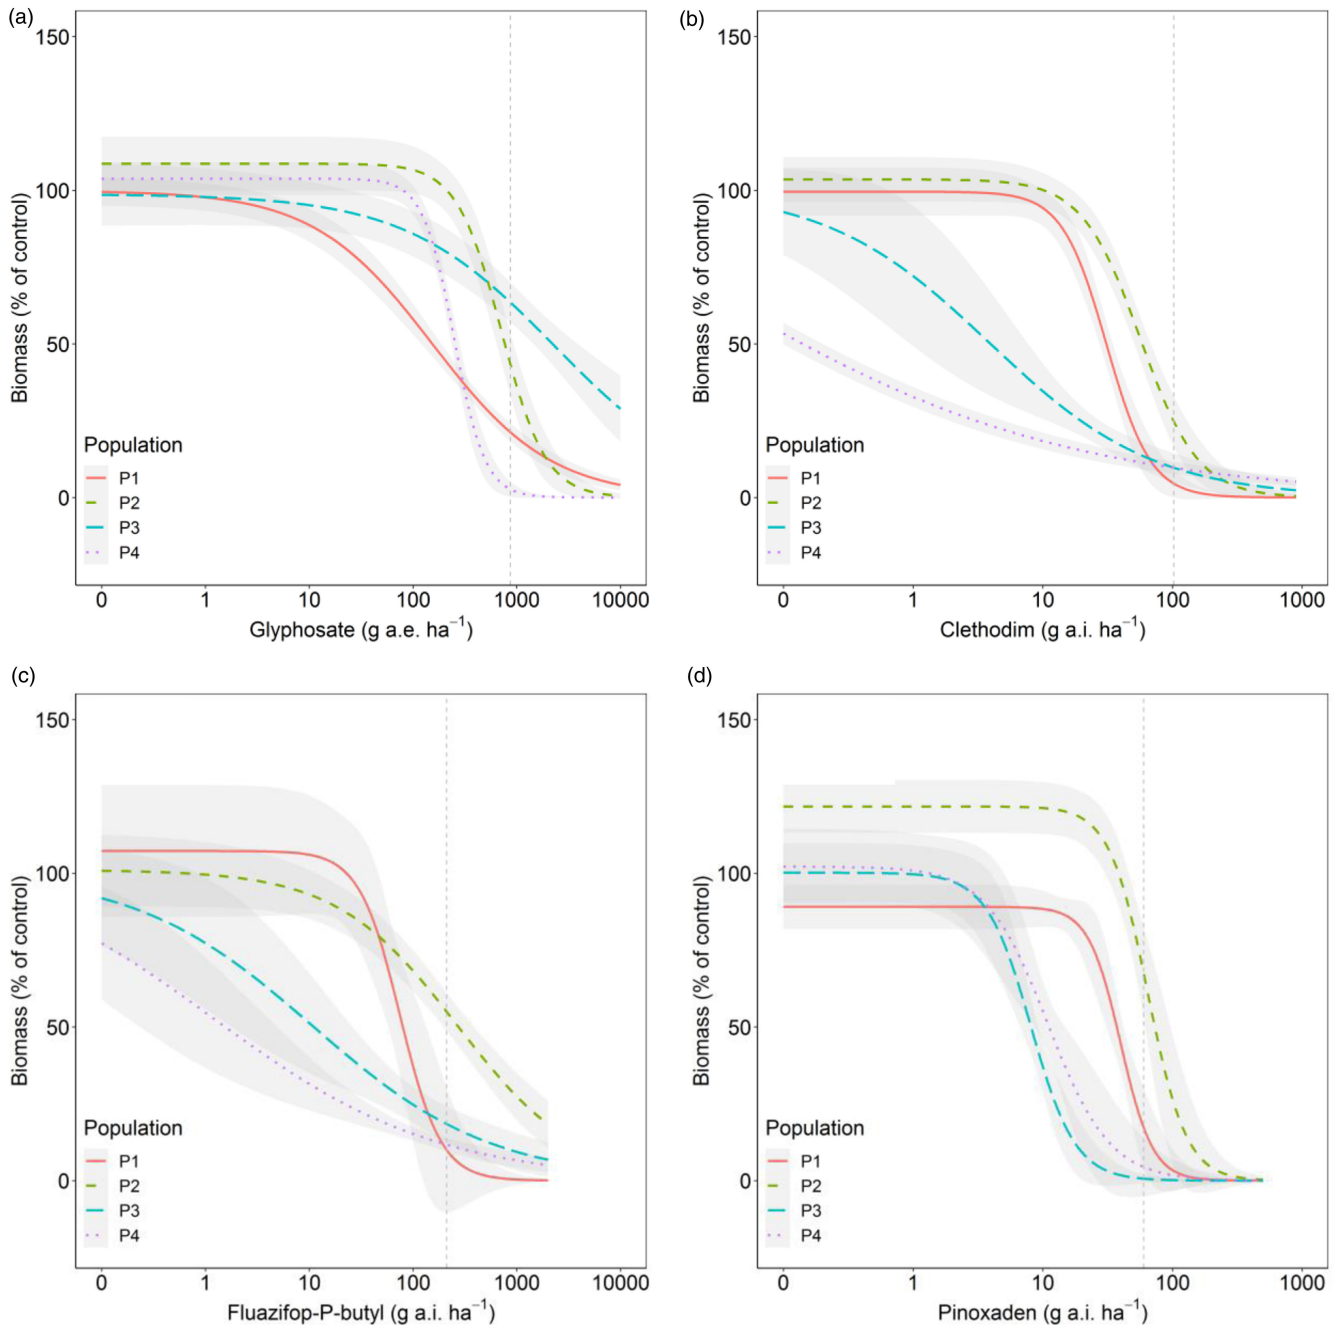 (a)
150
100
50
0
Biomass (% of control)
Population
P1
P2
P3
P4
0 1 10 100 1000 10000
Glyphosate (g a.e. ha⁻¹)
(b)
150
100
50
0
Biomass (% of control)
Population
P1
P2
P3
P4
0 1 10 100 1000
Clethodim (g a.i. ha⁻¹)
(c)
150
100
50
0
Biomass (% of control)
Population
P1
P2
P3
P4
0 1 10 100 1000 10000
Fluazifop-P-butyl (g a.i. ha⁻¹)
(d)
150
100
50
0
Biomass (% of control)
Population
P1
P2
P3
P4
0 1 10 100 1000
Pinoxaden (g a.i. ha⁻¹)